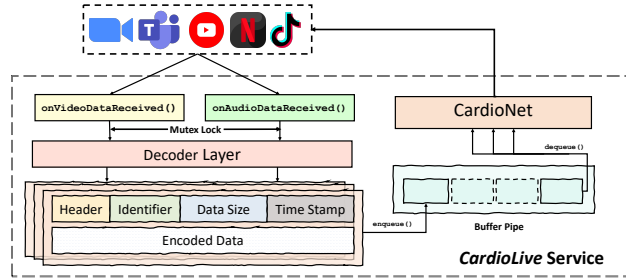 onVideoDataReceived()
onAudioDataReceived()
Mutex Lock
Decoder Layer
Header
Identifier
Data Size
Time Stamp
Encoded Data
enqueue()
CardioNet
dequeue()
Buffer Pipe
CardioLive Service